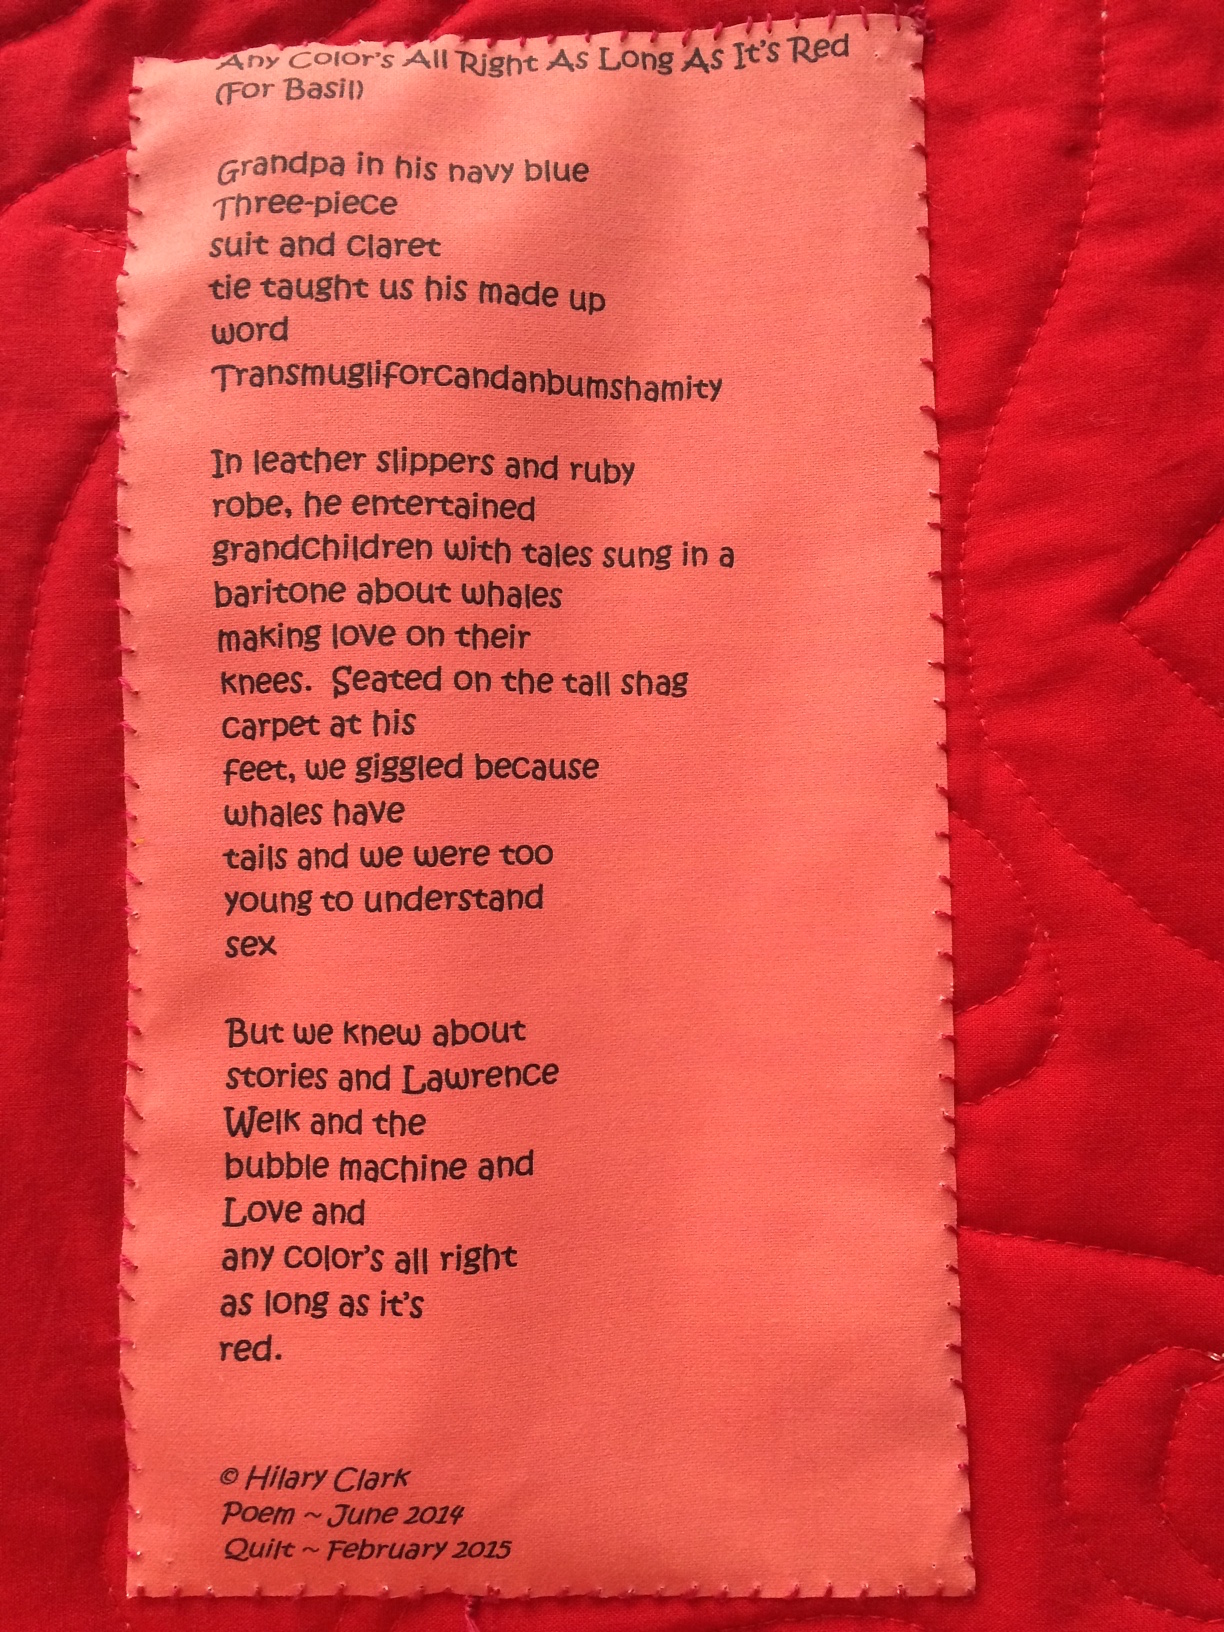 Any Color's All Right As Long As It's Red
(For Basil)
Grandpa in his navy blue
Three-piece
suit and claret
tie taught us his made up
word
Transmugliforcandanbumshamity
In leather slippers and ruby
robe, he entertained
grandchildren with tales sung in a
baritone about whales
making love on their
knees.  Seated on the tall shag
carpet at his
feet, we giggled because
whales have
tails and we were too
young to understand
sex
But we knew about
stories and Lawrence
Welk and the
bubble machine and
Love and
any color's all right
as long as it's
red.
© Hilary Clark
Poem ~ June 2014
Quilt ~ February 2015